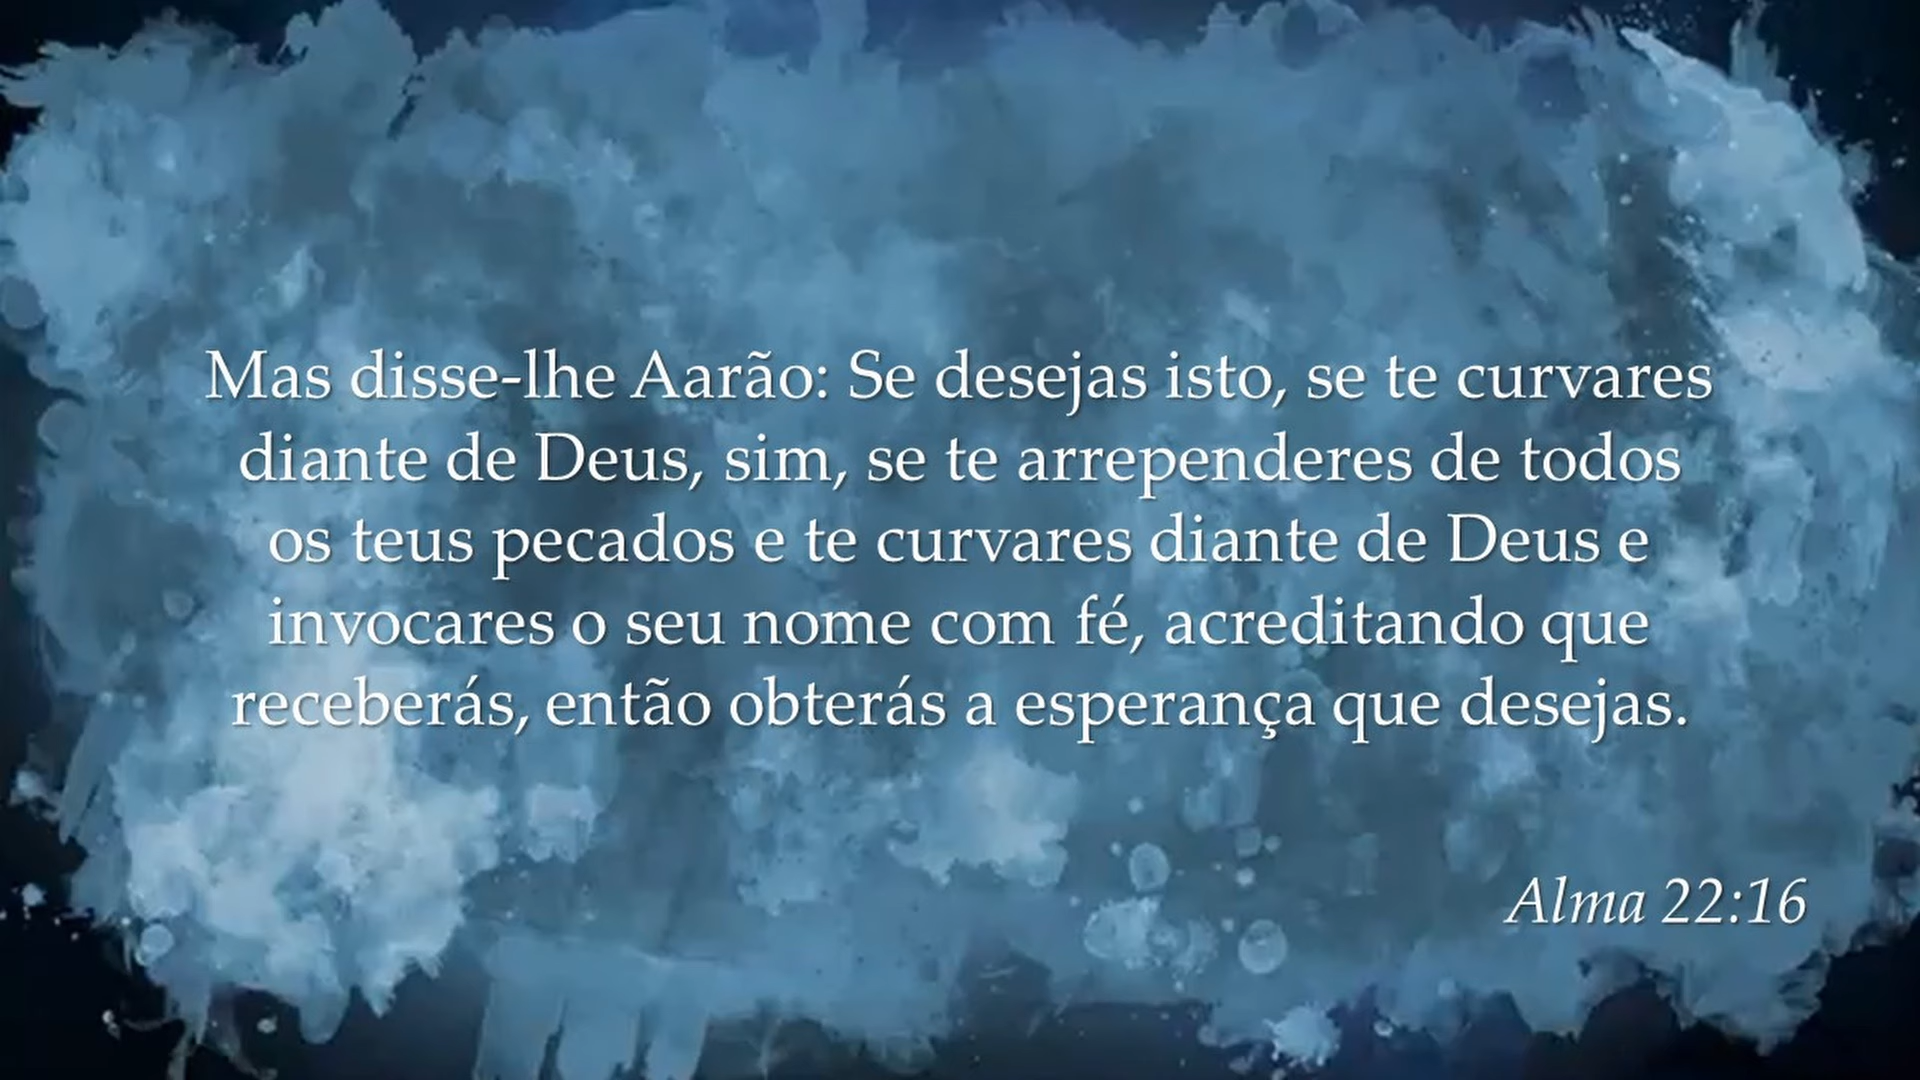 Mas disse-lhe Aarão: Se desejas isto, se te curvares
diante de Deus, sim, se te arrependeres de todos
os teus pecados e te curvares diante de Deus e
invocares o seu nome com fé, acreditando que
receberás, então obterás a esperança que desejas.
Alma 22:16